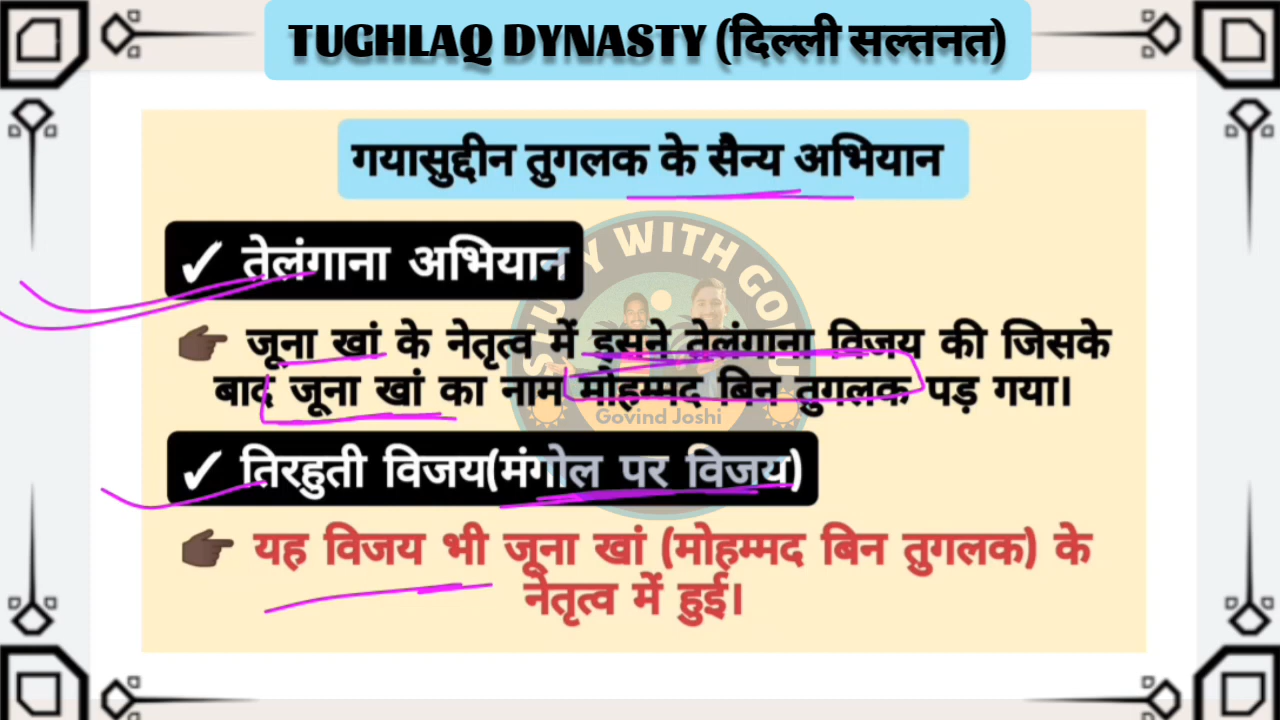 TUGHLAQ DYNASTY (दिल्ली सल्तनत)
गयासुद्दीन तुगलक के सैन्य अभियान
✓ तेलंगाना अभियान
जूना खां के नेतृत्व में इसने तेलंगाना विजय की जिसके
बाद जूना खां का नाम मोहम्मद बिन तुगलक पड़ गया।
Govind Joshi
✓ तिरहुती विजय(मंगोल पर विजय)
यह विजय भी जूना खां (मोहम्मद बिन तुगलक) के
नेतृत्व में हुई।